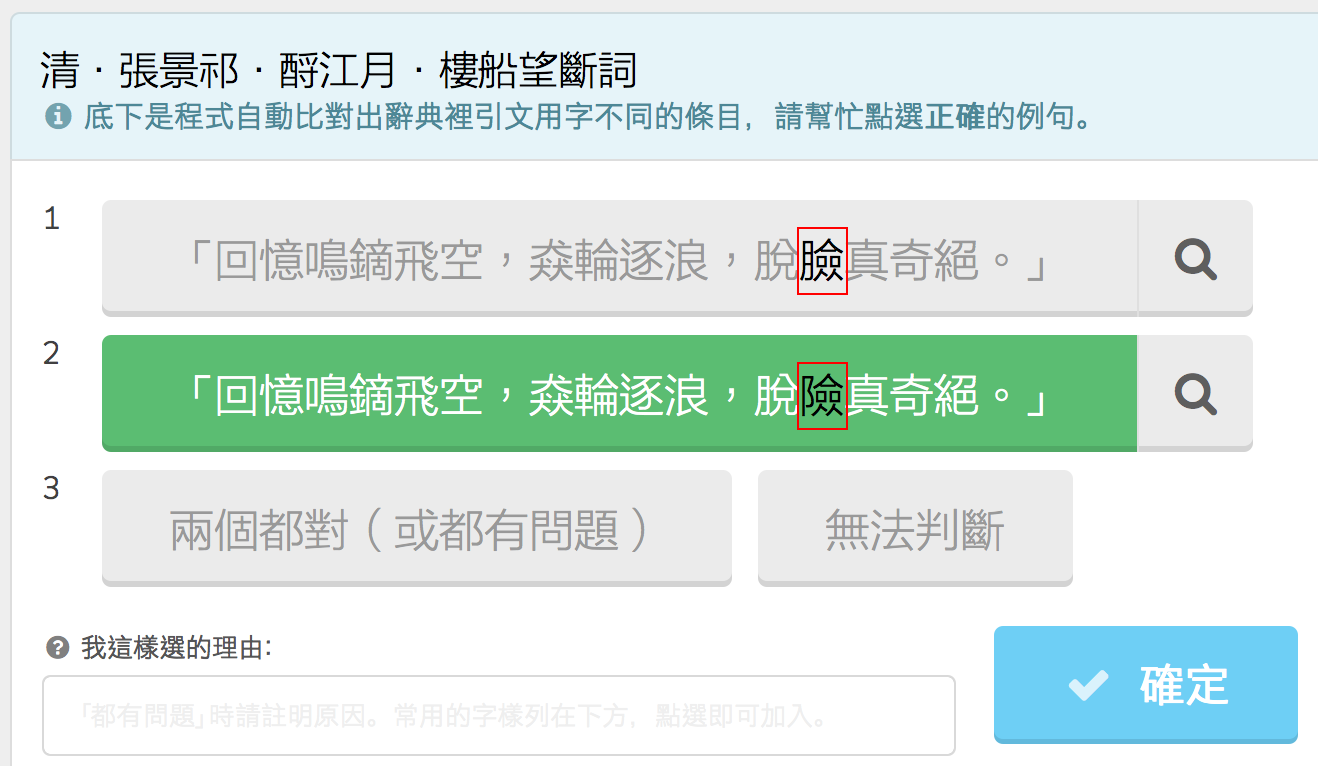 清．張景祁．酹江月．樓船望斷詞
底下是程式自動比對出辭典裡引文用字不同的條目，請幫忙點選正確的例句。
1
「回憶鳴鏑飛空，猋輪逐浪，脫臉真奇絕。」
2
「回憶鳴鏑飛空，猋輪逐浪，脫險真奇絕。」
3
兩個都對（或都有問題）
無法判斷
我這樣選的理由：
「都有問題」時請註明原因。常用的字樣列在下方，點選即可加入。
確定